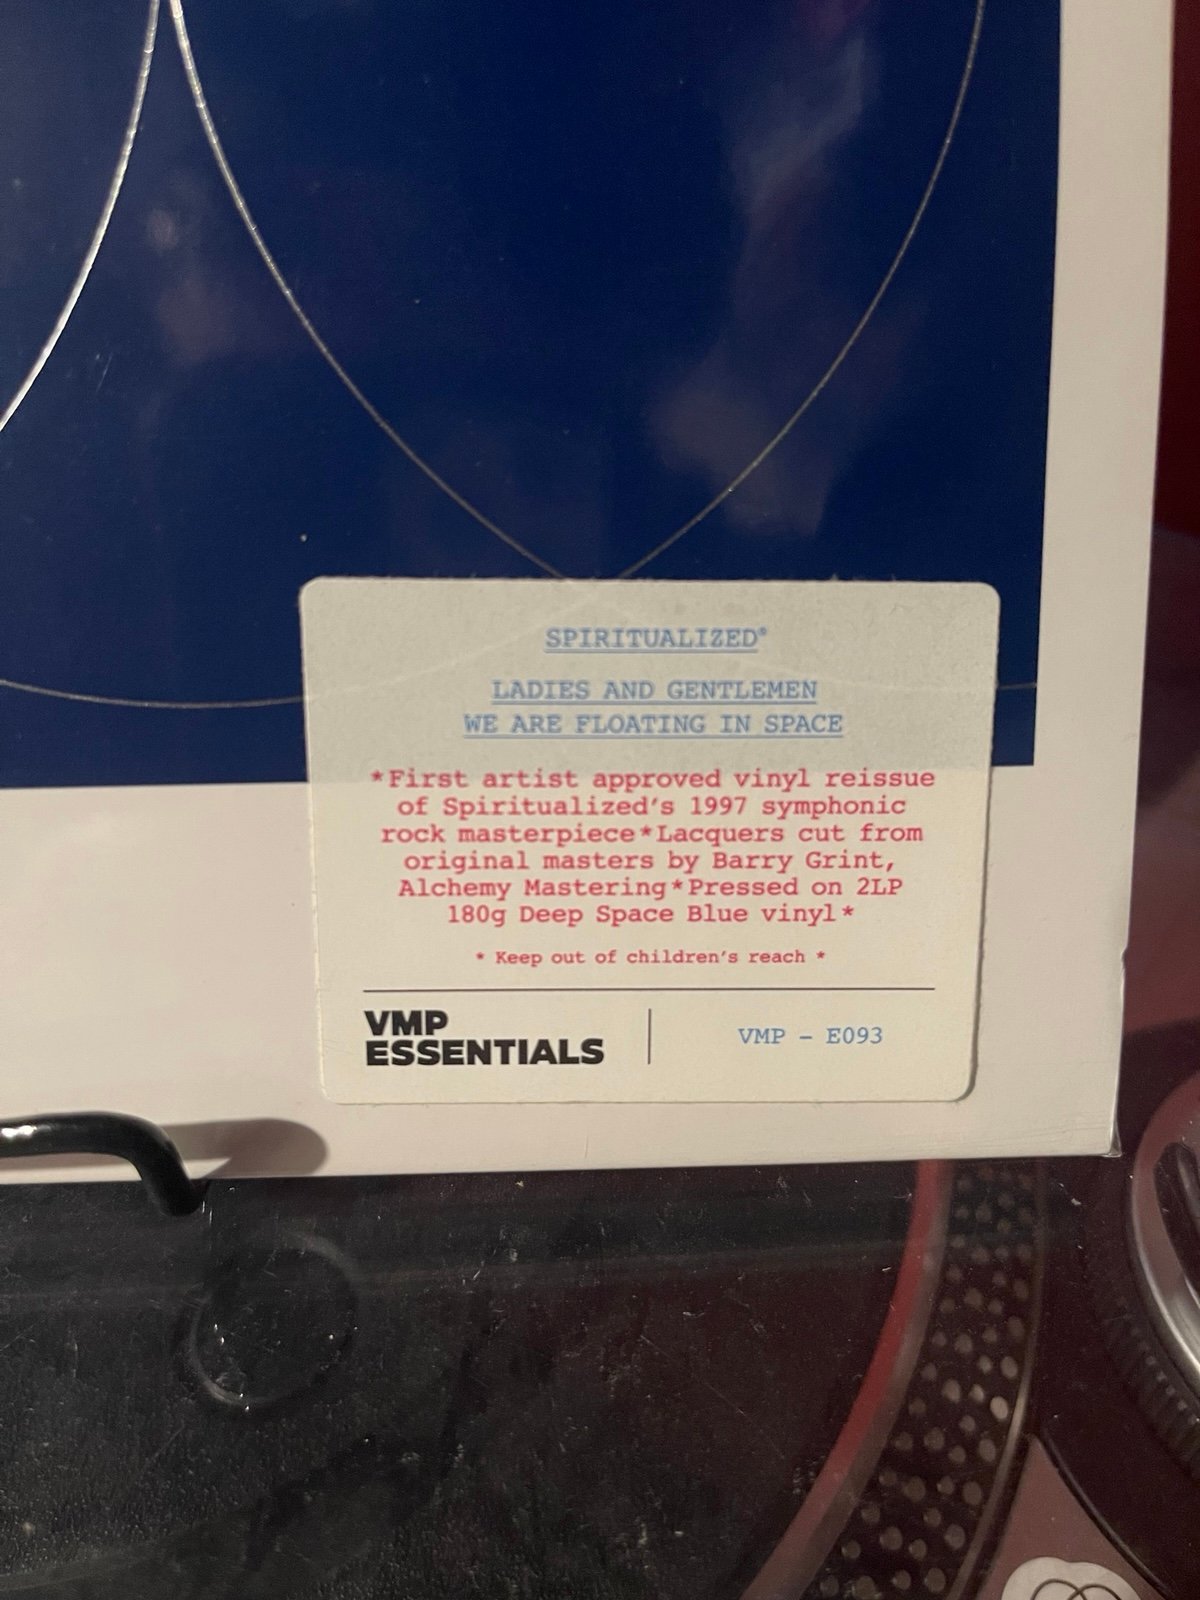 SPIRITUALIZED®
LADIES AND GENTLEMEN
WE ARE FLOATING IN SPACE
*First artist approved vinyl reissue
of Spiritualized's 1997 symphonic
rock masterpiece*Lacquers cut from
original masters by Barry Grint,
Alchemy Mastering*Pressed on 2LP
180g Deep Space Blue vinyl*
* Keep out of children's reach *
VMP
ESSENTIALS
VMP – E093